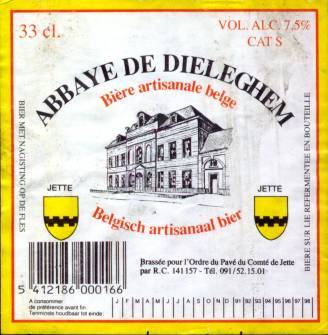 33 cl.
VOL. ALC. 7,5%
CAT S
ABBAYE DE DIELEGHEM
Bière artisanale belge
BIER MET NAGISTING OP DE FLES
BIERE SUR LIE REFERMENTEE EN BOUTEILLE
JETTE
JETTE
Belgisch artisanaal bier
Brassée pour l'Ordre du Pavé du Comté de Jette
par R.C. 141157 - Tél. 091/52.15.01
5 412186 000166
A consommer
de préférence avant fin
Tenminste houdbaar tot einde
J F M A M J J A S O N D 91 92 93 94 95 96 97 98